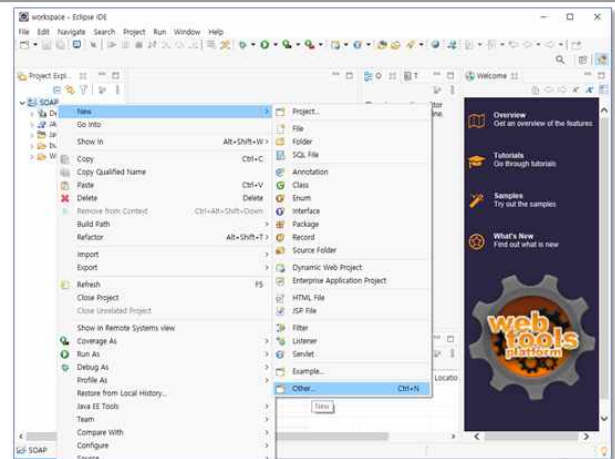 workspace - Eclipse IDE
File Edit Navigate Search Project Run Window Help
Project Expl...
Welcome
SOAP
New
Go Into
Show In Alt+Shift+W >
Copy Ctrl+C
Copy Qualified Name
Paste Ctrl+V
Delete Delete
Remove from Context Ctrl+Alt+Shift+Down
Build Path
Refactor Alt+Shift+T >
Import
Export
Refresh F5
Close Project
Close Unrelated Project
Show in Remote Systems view
Coverage As
Run As
Debug As
Profile As
Restore from Local History...
Java EE Tools
Team
Compare With
Configure
Source
Project...
File
Folder
SQL File
Annotation
Class
Enum
Interface
Package
Record
Source Folder
Dynamic Web Project
Enterprise Application Project
HTML File
JSP File
Filter
Listener
Servlet
Example...
Other... Ctrl+N
New
Locatio
Overview
Get an overview of the features
Tutorials
Go through tutorials
Samples
Try out the samples
What's New
Find out what is new
web
tools
platform
SOAP